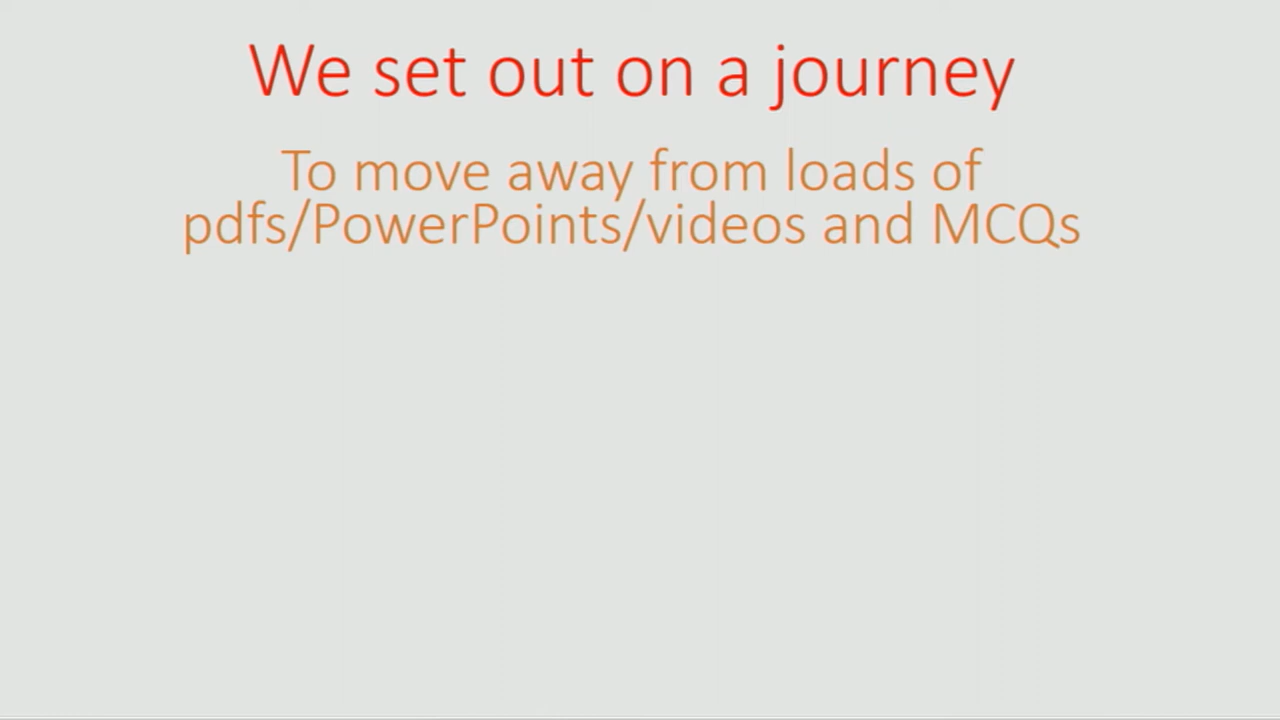 We set out on a journey
To move away from loads of
pdfs/PowerPoints/videos and MCQs